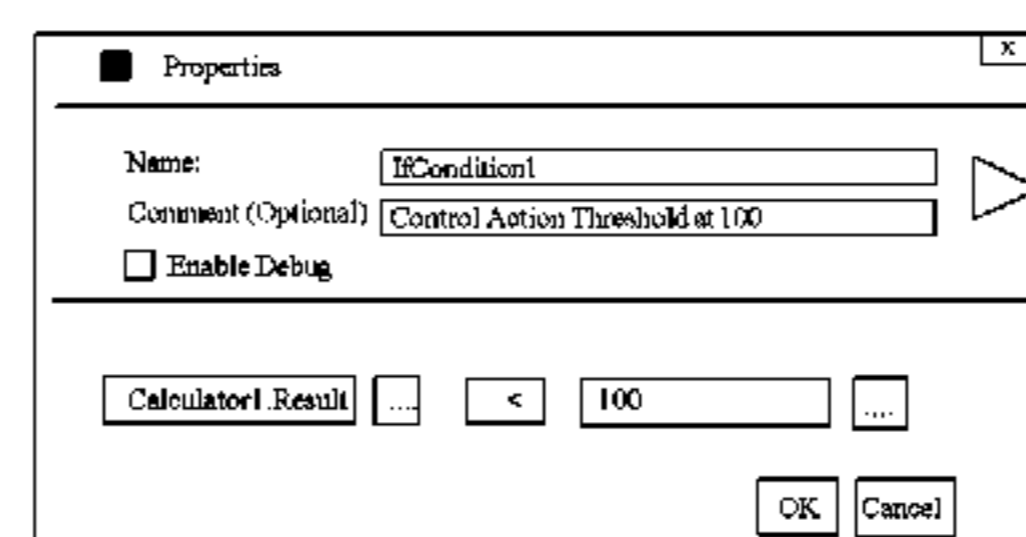 Properties
x
Name:
IfCondition1
Comment (Optional)
Control Action Threshold at 100
Enable Debug
Calculator1.Result .... < 100 ....
OK Cancel